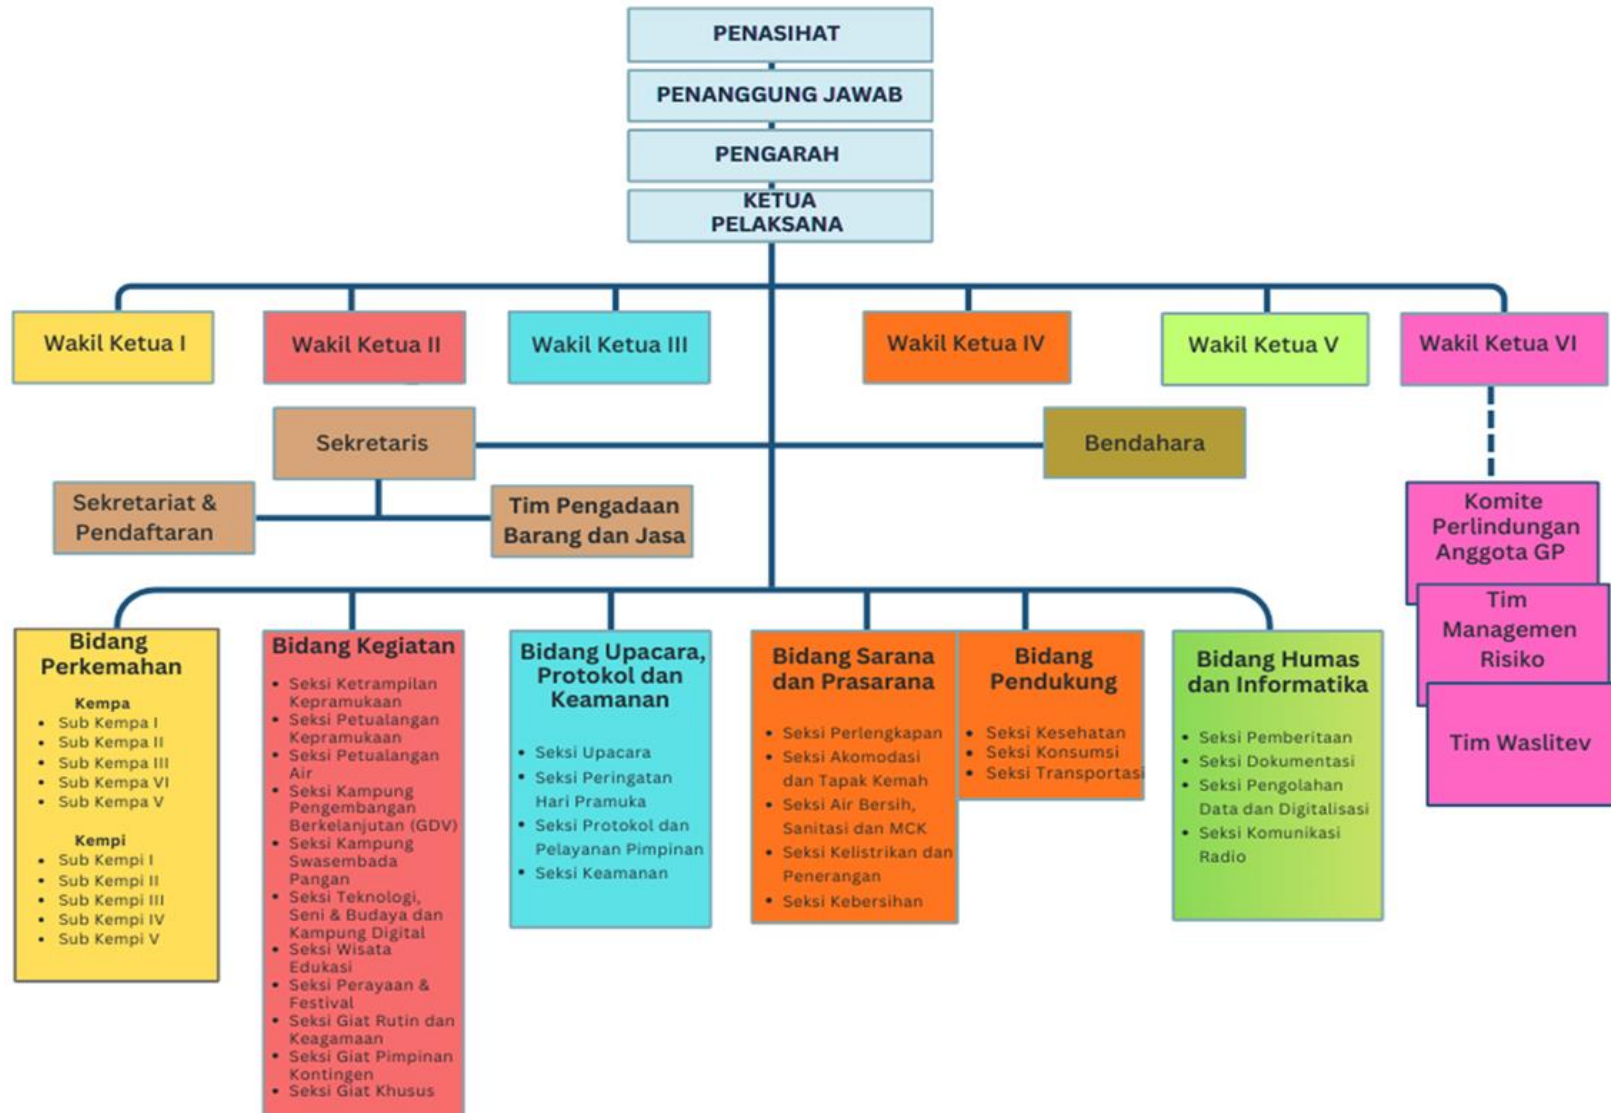 PENASIHAT
PENANGGUNG JAWAB
PENGARAH
KETUA
PELAKSANA
Wakil Ketua I
Wakil Ketua II
Wakil Ketua III
Wakil Ketua IV
Wakil Ketua V
Wakil Ketua VI
Sekretaris
Bendahara
Sekretariat &
Pendaftaran
Tim Pengadaan
Barang dan Jasa
Komite
Perlindungan
Anggota GP
Tim
Managemen
Risiko
Tim Waslitev
Bidang
Perkemahan
Kempa
• Sub Kempa I
• Sub Kempa II
• Sub Kempa III
• Sub Kempa VI
• Sub Kempa V
Kempi
• Sub Kempi I
• Sub Kempi II
• Sub Kempi III
• Sub Kempi IV
• Sub Kempi V
Bidang Kegiatan
• Seksi Ketrampilan
Kepramukaan
• Seksi Petualangan
Kepramukaan
• Seksi Petualangan
Air
• Seksi Kampung
Pengembangan
Berkelanjutan (GDV)
• Seksi Kampung
Swasembada
Pangan
• Seksi Teknologi,
Seni & Budaya dan
Kampung Digital
• Seksi Wisata
Edukasi
• Seksi Perayaan &
Festival
• Seksi Giat Rutin dan
Keagamaan
• Seksi Giat Pimpinan
Kontingen
• Seksi Giat Khusus
Bidang Upacara,
Protokol dan
Keamanan
• Seksi Upacara
• Seksi Peringatan
Hari Pramuka
• Seksi Protokol dan
Pelayanan Pimpinan
• Seksi Keamanan
Bidang Sarana
dan Prasarana
• Seksi Perlengkapan
• Seksi Akomodasi
dan Tapak Kemah
• Seksi Air Bersih,
Sanitasi dan MCK
• Seksi Kelistrikan dan
Penerangan
• Seksi Kebersihan
Bidang
Pendukung
• Seksi Kesehatan
• Seksi Konsumsi
• Seksi Transportasi
Bidang Humas
dan Informatika
• Seksi Pemberitaan
• Seksi Dokumentasi
• Seksi Pengolahan
Data dan Digitalisasi
• Seksi Komunikasi
Radio